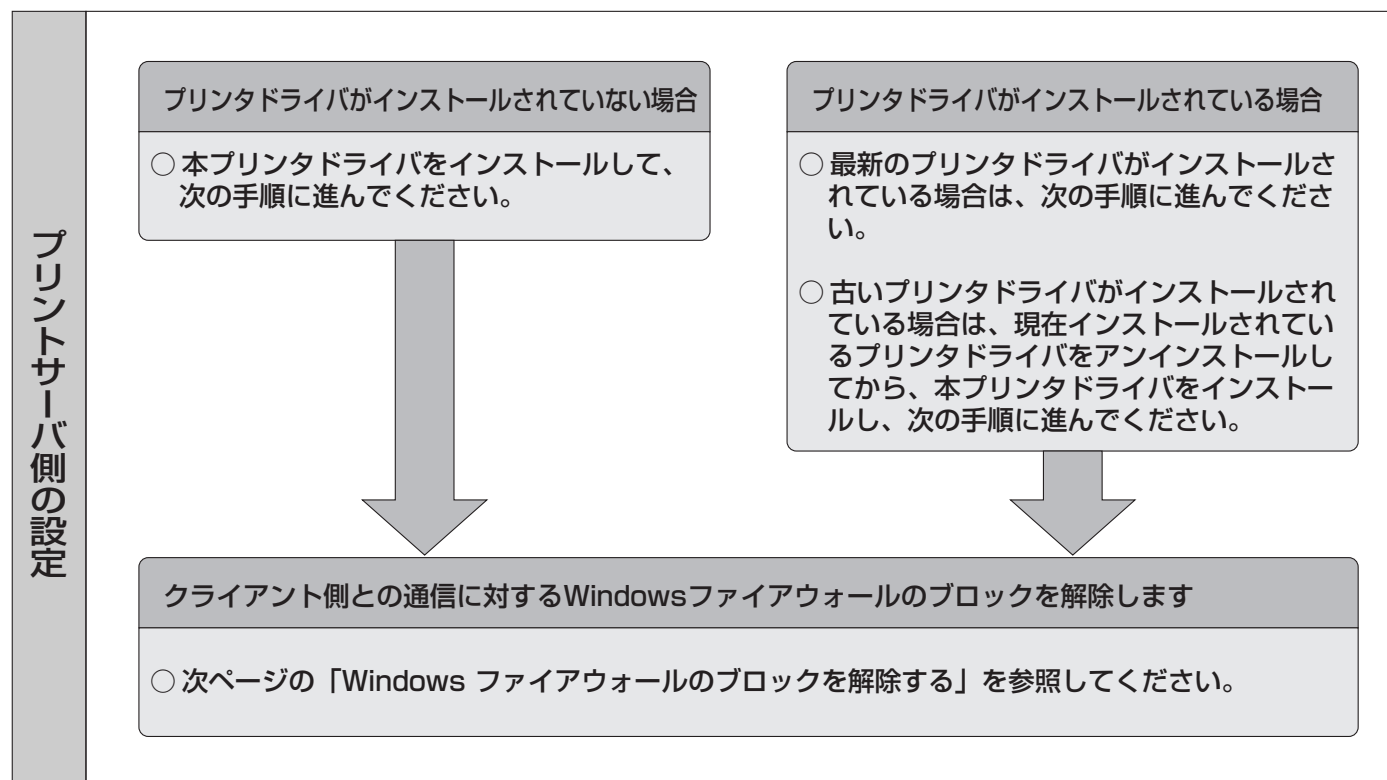 プリントサーバ側の設定
プリンタドライバがインストールされていない場合
○ 本プリンタドライバをインストールして、
次の手順に進んでください。
プリンタドライバがインストールされている場合
○ 最新のプリンタドライバがインストールさ
れている場合は、次の手順に進んでくださ
い。
○ 古いプリンタドライバがインストールされ
ている場合は、現在インストールされてい
るプリンタドライバをアンインストールし
てから、本プリンタドライバをインストー
ルし、次の手順に進んでください。
クライアント側との通信に対するWindowsファイアウォールのブロックを解除します
○ 次ページの「Windows ファイアウォールのブロックを解除する」を参照してください。